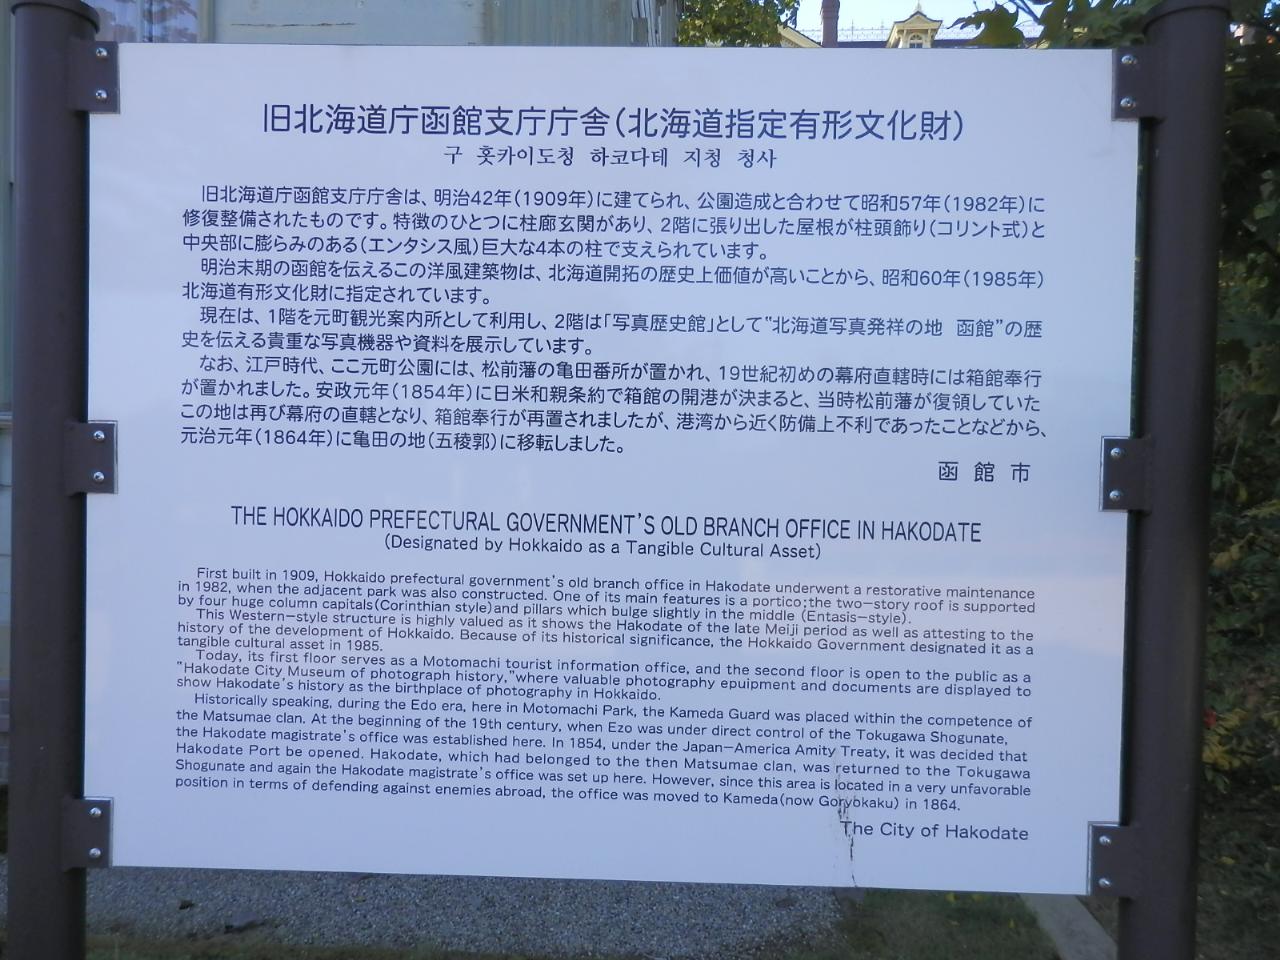 旧北海道庁函館支庁庁舎(北海道指定有形文化財)
구 홋카이도청 하코다테 지청 청사
旧北海道庁函館支庁庁舎は、明治42年(1909年)に建てられ、公園造成と合わせて昭和57年(1982年)に
修復整備されたものです。特徴のひとつに柱廊玄関があり、2階に張り出した屋根が柱頭飾り(コリント式)と
中央部に膨らみのある(エンタシス風)巨大な4本の柱で支えられています。
明治末期の函館を伝えるこの洋風建築物は、北海道開拓の歴史上価値が高いことから、昭和60年(1985年)
北海道有形文化財に指定されています。
現在は、1階を元町観光案内所として利用し、2階は「写真歴史館」として"北海道写真発祥の地 函館"の歴
史を伝える貴重な写真機器や資料を展示しています。
なお、江戸時代、ここ元町公園には、松前藩の亀田番所が置かれ、19世紀初めの幕府直轄時には箱館奉行
が置かれました。安政元年(1854年)に日米和親条約で箱館の開港が決まると、当時松前藩が復領していた
この地は再び幕府の直轄となり、箱館奉行が再置されましたが、港湾から近く防備上不利であったことなどから、
元治元年(1864年)に亀田の地(五稜郭)に移転しました。
函館市
THE HOKKAIDO PREFECTURAL GOVERNMENT'S OLD BRANCH OFFICE IN HAKODATE
(Designated by Hokkaido as a Tangible Cultural Asset)
First built in 1909, Hokkaido prefectural government's old branch office in Hakodate underwent a restorative maintenance
in 1982, when the adjacent park was also constructed. One of its main features is a portico;the two-story roof is supported
by four huge column capitals(Corinthian style)and pillars which bulge slightly in the middle (Entasis-style).
This Western-style structure is highly valued as it shows the Hakodate of the late Meiji period as well as attesting to the
history of the development of Hokkaido. Because of its historical significance, the Hokkaido Government designated it as a
tangible cultural asset in 1985.
Today, its first floor serves as a Motomachi tourist information office, and the second floor is open to the public as a
"Hakodate City Museum of photograph history,"where valuable photography epuipment and documents are displayed to
show Hakodate's history as the birthplace of photography in Hokkaido.
Historically speaking, during the Edo era, here in Motomachi Park, the Kameda Guard was placed within the competence of
the Matsumae clan. At the beginning of the 19th century, when Ezo was under direct control of the Tokugawa Shogunate,
the Hakodate magistrate's office was established here. In 1854, under the Japan-America Amity Treaty, it was decided that
Hakodate Port be opened. Hakodate, which had belonged to the then Matsumae clan, was returned to the Tokugawa
Shogunate and again the Hakodate magistrate's office was set up here. However, since this area is located in a very unfavorable
position in terms of defending against enemies abroad, the office was moved to Kameda(now Goryokaku) in 1864.
The City of Hakodate